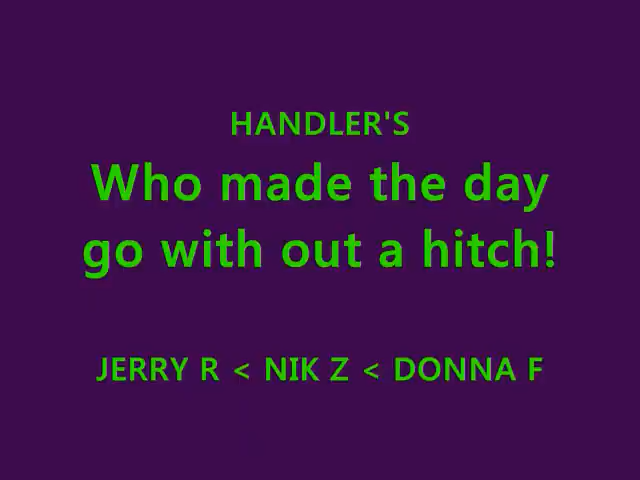 HANDLER'S
Who made the day
go with out a hitch!
JERRY R < NIK Z < DONNA F